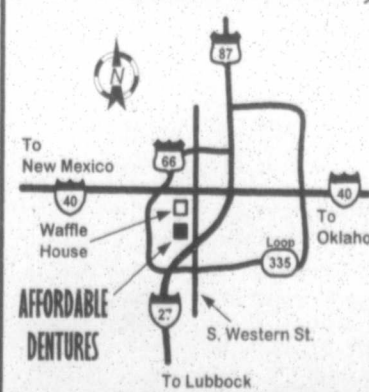 87
N
To
New Mexico
66
40
40
Waffle
House
To
Oklaho
Loop
335
AFFORDABLE
DENTURES
27
S. Western St.
To Lubbock